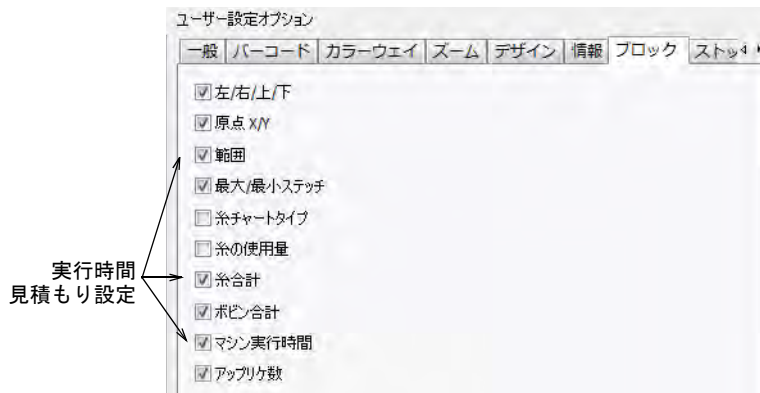 ユーザー設定オプション
一般 バーコード カラーウェイ ズーム デザイン 情報 ブロック ストッ
左/右/上/下
原点 X/Y
範囲
最大/最小ステッチ
糸チャートタイプ
糸の使用量
糸合計
ボビン合計
マシン実行時間
アップリケ数
実行時間
見積もり設定